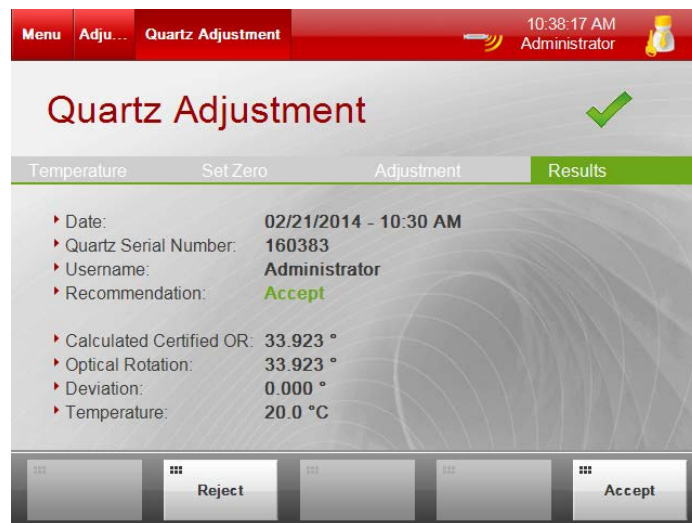 Menu Adju... Quartz Adjustment
10:38:17 AM
Administrator
Quartz Adjustment
Temperature Set Zero Adjustment Results
Date: 02/21/2014 - 10:30 AM
Quartz Serial Number: 160383
Username: Administrator
Recommendation: Accept
Calculated Certified OR: 33.923 °
Optical Rotation: 33.923 °
Deviation: 0.000 °
Temperature: 20.0 °C
Reject Accept